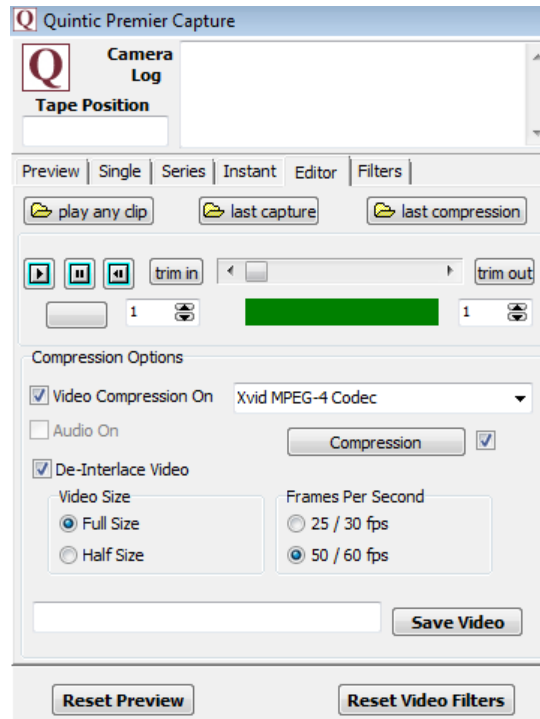 Quintic Premier Capture
Q Camera
Log
Tape Position
Preview Single Series Instant Editor Filters
play any clip last capture last compression
trim in trim out
1 1
Compression Options
Video Compression On Xvid MPEG-4 Codec
Audio On Compression
De-Interlace Video
Video Size Frames Per Second
Full Size 25 / 30 fps
Half Size 50 / 60 fps
Save Video
Reset Preview Reset Video Filters